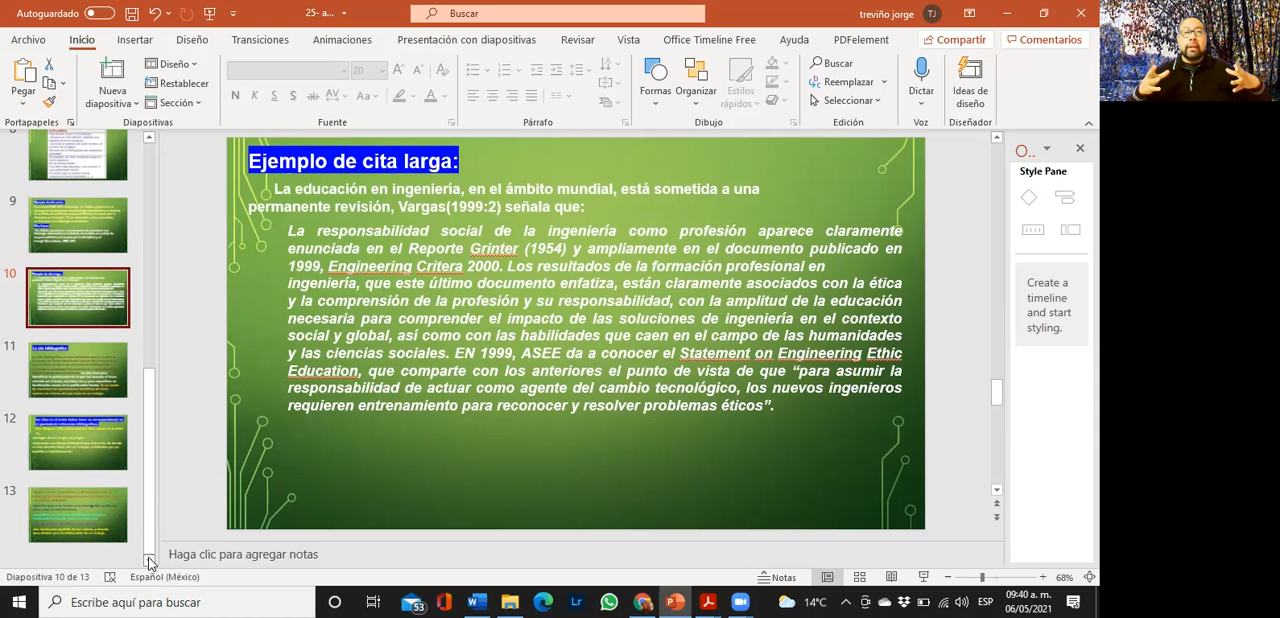 Autoguardado
25- a...
Buscar
treviño jorge
TJ
Archivo
Inicio
Insertar
Diseño
Transiciones
Animaciones
Presentación con diapositivas
Revisar
Vista
Office Timeline Free
Ayuda
PDFelement
Compartir
Comentarios
Pegar
Nueva
diapositiva
Diseño
Restablecer
Sección
20
N K S S ab AV Aa
Formas
Organizar
Estilos
rápidos
Buscar
Reemplazar
Seleccionar
Dictar
Ideas de
diseño
Portapapeles
Diapositivas
Fuente
Párrafo
Dibujo
Edición
Voz
Diseñador
9
10
11
12
13
Ejemplo de cita larga:
La educación en ingeniería, en el ámbito mundial, está sometida a una
permanente revisión, Vargas(1999:2) señala que:
La responsabilidad social de la ingeniería como profesión aparece claramente
enunciada en el Reporte Grinter (1954) y ampliamente en el documento publicado en
1999, Engineering Critera 2000. Los resultados de la formación profesional en
ingeniería, que este último documento enfatiza, están claramente asociados con la ética
y la comprensión de la profesión y su responsabilidad, con la amplitud de la educación
necesaria para comprender el impacto de las soluciones de ingeniería en el contexto
social y global, así como con las habilidades que caen en el campo de las humanidades
y las ciencias sociales. EN 1999, ASEE da a conocer el Statement on Engineering Ethic
Education, que comparte con los anteriores el punto de vista de que “para asumir la
responsabilidad de actuar como agente del cambio tecnológico, los nuevos ingenieros
requieren entrenamiento para reconocer y resolver problemas éticos”.
O...
Style Pane
Create a
timeline and
start
styling.
Haga clic para agregar notas
Diapositiva 10 de 13
Español (México)
Notas
68%
Escribe aquí para buscar
53
14°C
ESP
09:40 a. m.
06/05/2021